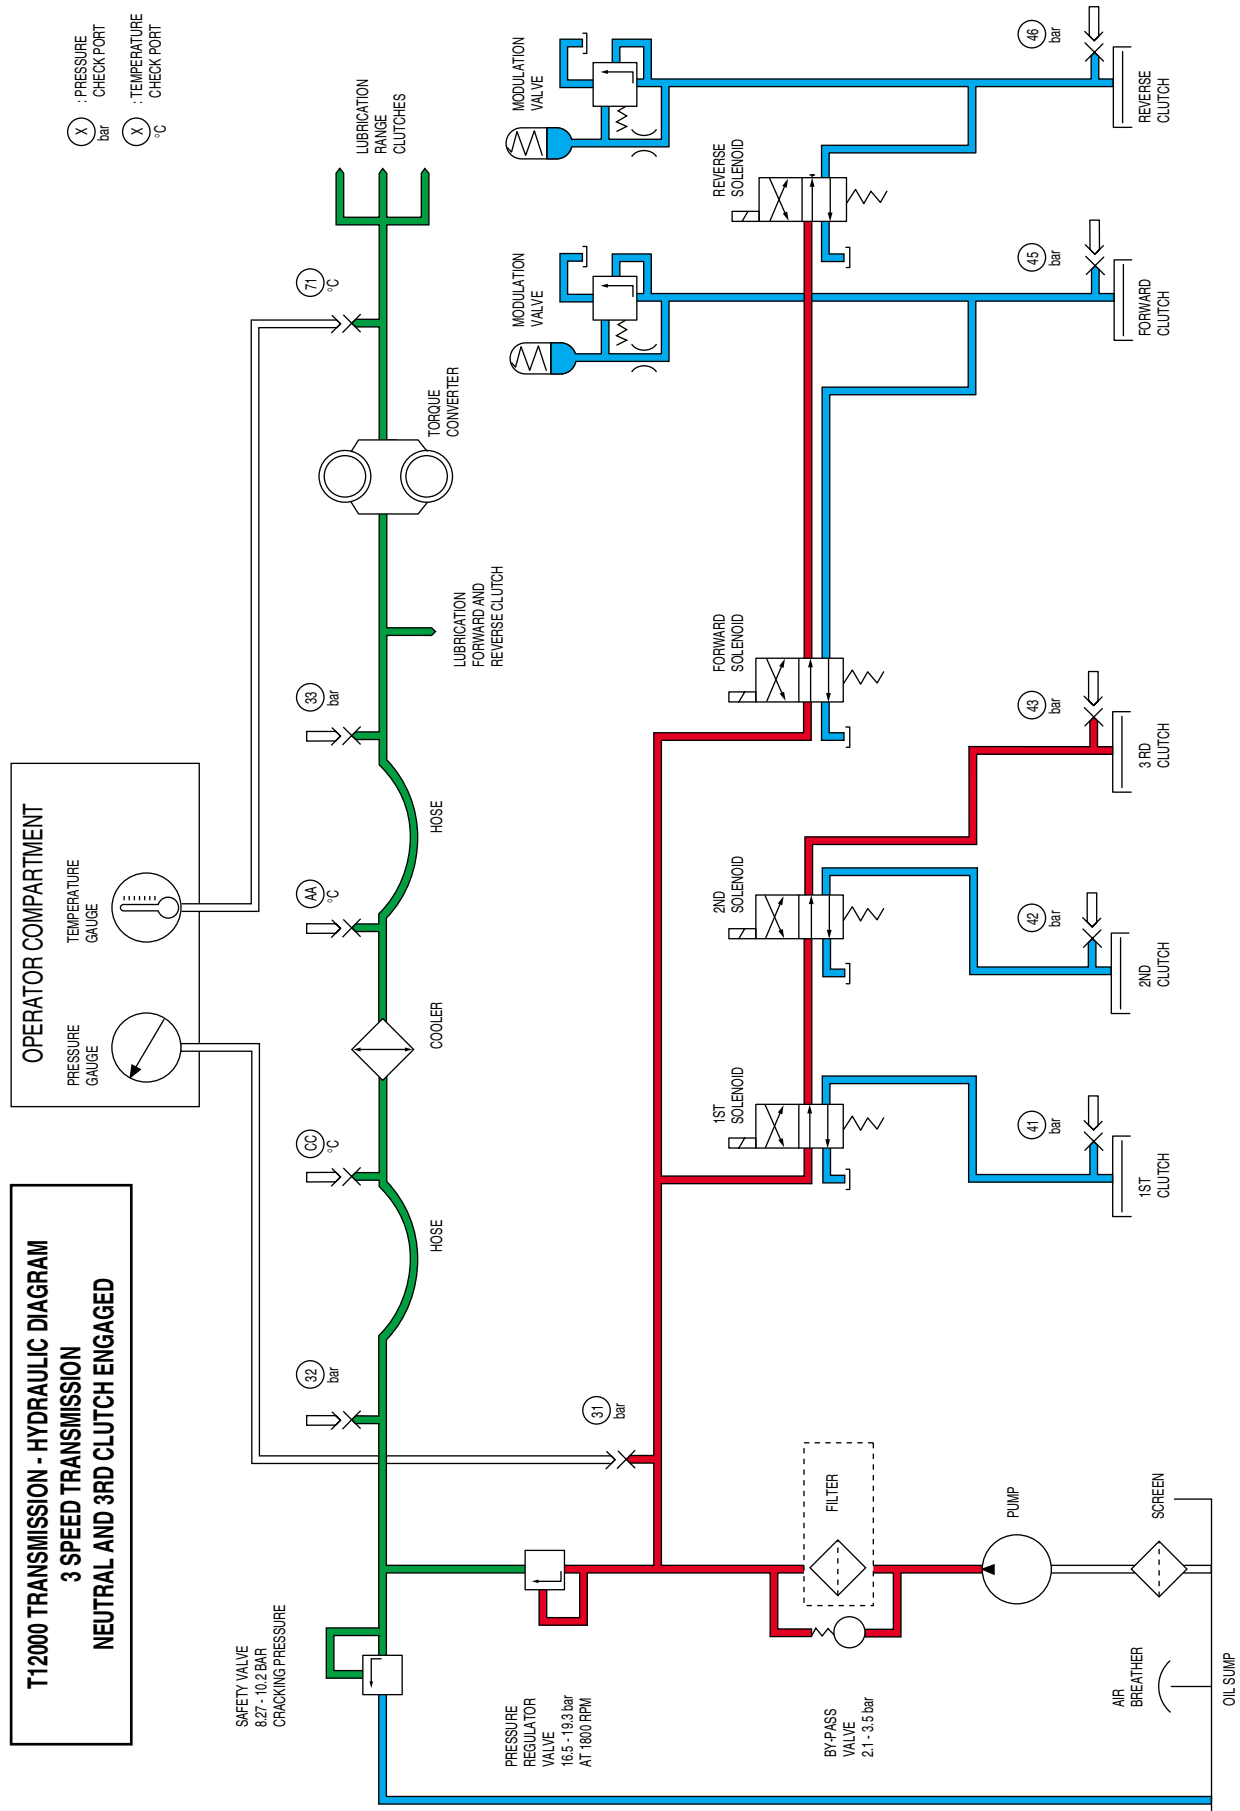 T12000 TRANSMISSION - HYDRAULIC DIAGRAM
3 SPEED TRANSMISSION
NEUTRAL AND 3RD CLUTCH ENGAGED
OPERATOR COMPARTMENT
PRESSURE
GAUGE
TEMPERATURE
GAUGE
X
bar
: PRESSURE
CHECK PORT
X
°C
: TEMPERATURE
CHECK PORT
SAFETY VALVE
8.27 - 10.2 BAR
CRACKING PRESSURE
32
bar
HOSE
CC
°C
COOLER
AA
°C
HOSE
33
bar
LUBRICATION
FORWARD AND
REVERSE CLUTCH
TORQUE
CONVERTER
71
°C
LUBRICATION
RANGE
CLUTCHES
PRESSURE
REGULATOR
VALVE
16.5 - 19.3 bar
AT 1800 RPM
31
bar
MODULATION
VALVE
MODULATION
VALVE
1ST
SOLENOID
2ND
SOLENOID
FORWARD
SOLENOID
REVERSE
SOLENOID
BY-PASS
VALVE
2.1 - 3.5 bar
FILTER
PUMP
SCREEN
AIR
BREATHER
OIL SUMP
41
bar
1ST
CLUTCH
42
bar
2ND
CLUTCH
43
bar
3 RD
CLUTCH
45
bar
FORWARD
CLUTCH
46
bar
REVERSE
CLUTCH